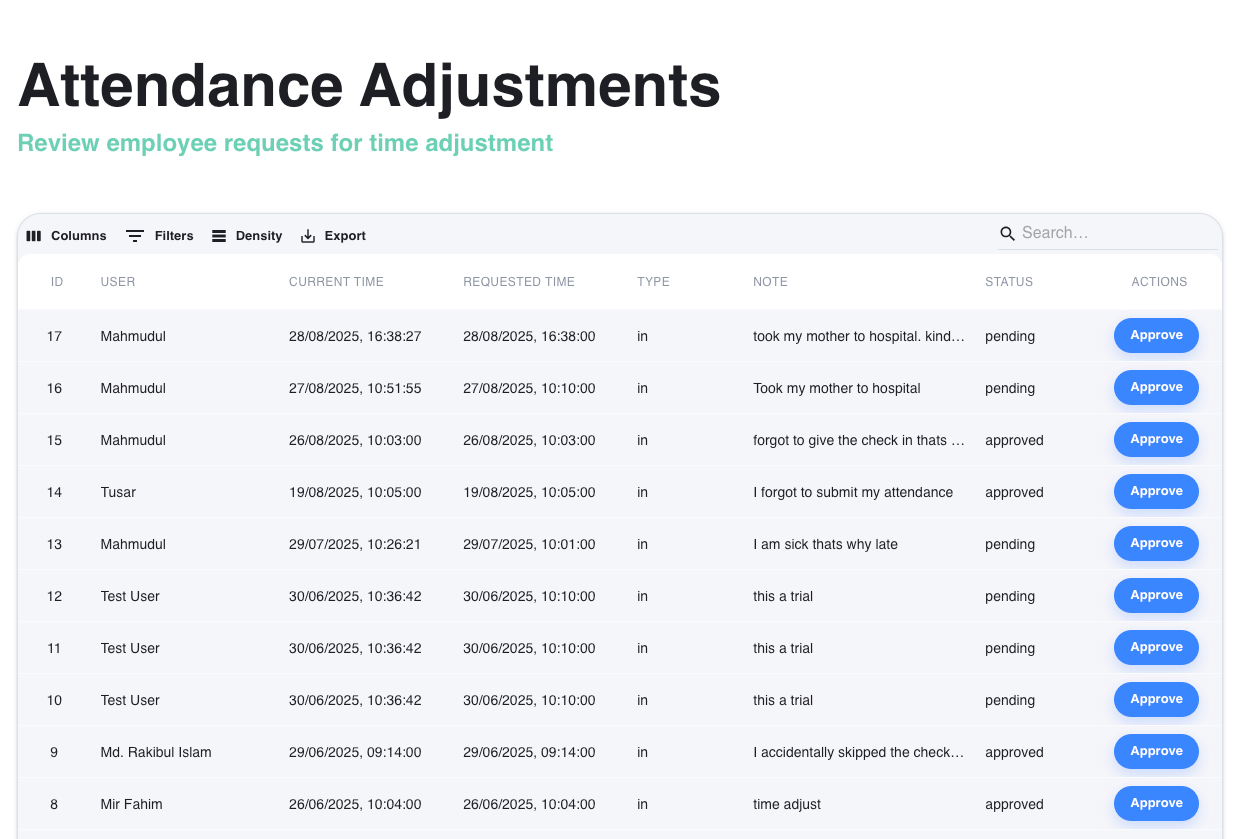 Attendance Adjustments
Review employee requests for time adjustment
Columns Filters Density Export Search…
ID USER CURRENT TIME REQUESTED TIME TYPE NOTE STATUS ACTIONS
17 Mahmudul 28/08/2025, 16:38:27 28/08/2025, 16:38:00 in took my mother to hospital. kind… pending Approve
16 Mahmudul 27/08/2025, 10:51:55 27/08/2025, 10:10:00 in Took my mother to hospital pending Approve
15 Mahmudul 26/08/2025, 10:03:00 26/08/2025, 10:03:00 in forgot to give the check in thats … approved Approve
14 Tusar 19/08/2025, 10:05:00 19/08/2025, 10:05:00 in I forgot to submit my attendance approved Approve
13 Mahmudul 29/07/2025, 10:26:21 29/07/2025, 10:01:00 in I am sick thats why late pending Approve
12 Test User 30/06/2025, 10:36:42 30/06/2025, 10:10:00 in this a trial pending Approve
11 Test User 30/06/2025, 10:36:42 30/06/2025, 10:10:00 in this a trial pending Approve
10 Test User 30/06/2025, 10:36:42 30/06/2025, 10:10:00 in this a trial pending Approve
9 Md. Rakibul Islam 29/06/2025, 09:14:00 29/06/2025, 09:14:00 in I accidentally skipped the check… approved Approve
8 Mir Fahim 26/06/2025, 10:04:00 26/06/2025, 10:04:00 in time adjust approved Approve